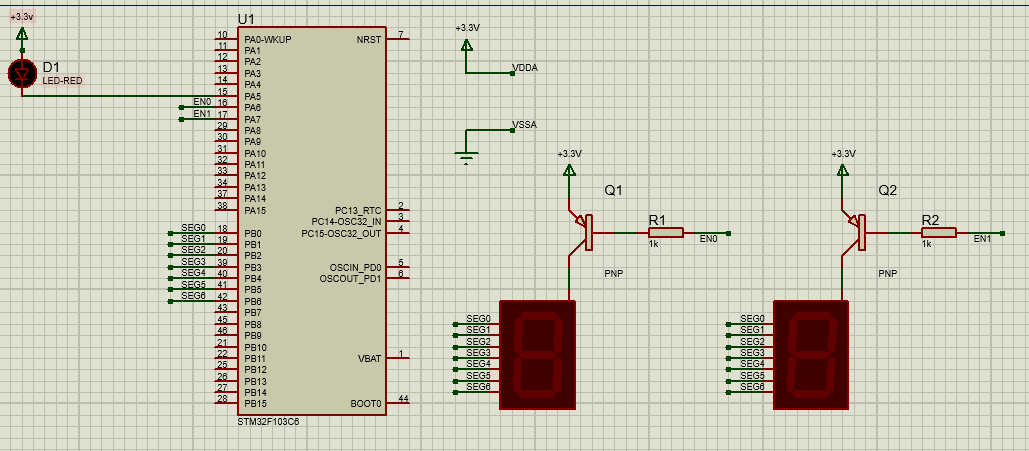 +3.3v
D1
LED-RED
U1
10 PA0-WKUP
11 PA1
12 PA2
13 PA3
14 PA4
15 PA5
EN0 16 PA6
EN1 17 PA7
29 PA8
30 PA9
31 PA10
32 PA11
33 PA12
34 PA13
37 PA14
38 PA15
SEG0 18 PB0
SEG1 19 PB1
SEG2 20 PB2
SEG3 39 PB3
SEG4 40 PB4
SEG5 41 PB5
SEG6 42 PB6
43 PB7
45 PB8
46 PB9
21 PB10
22 PB11
25 PB12
26 PB13
27 PB14
28 PB15
NRST 7
PC13_RTC 2
PC14-OSC32_IN 3
PC15-OSC32_OUT 4
OSCIN_PD0 5
OSCOUT_PD1 6
VBAT 1
BOOT0 44
STM32F103C6
+3.3V
VDDA
VSSA
+3.3V
Q1
R1
1k
EN0
PNP
SEG0
SEG1
SEG2
SEG3
SEG4
SEG5
SEG6
+3.3V
Q2
R2
1k
EN1
PNP
SEG0
SEG1
SEG2
SEG3
SEG4
SEG5
SEG6